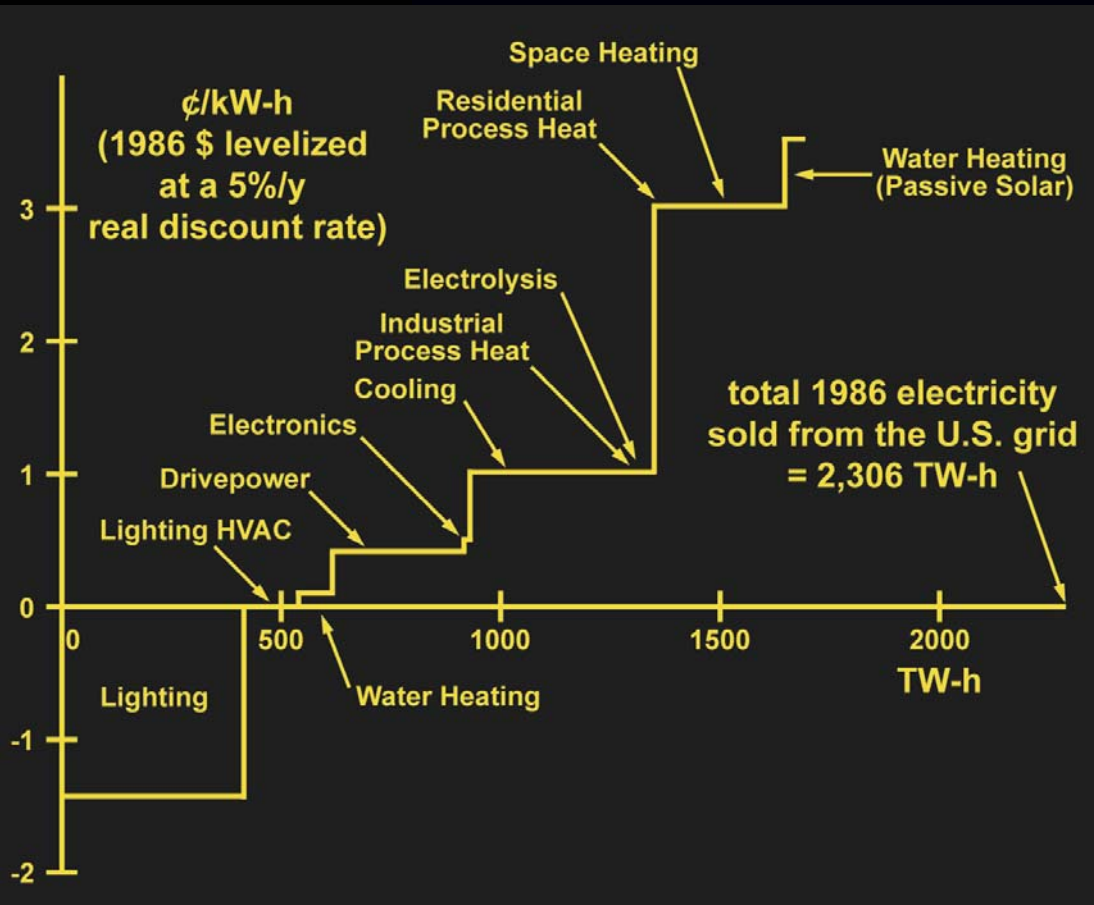 Space Heating
¢/kW-h
(1986 $ levelized
at a 5%/y
real discount rate)
Residential
Process Heat
Water Heating
(Passive Solar)
3
Electrolysis
Industrial
Process Heat
2
Cooling
total 1986 electricity
sold from the U.S. grid
= 2,306 TW-h
Electronics
1
Drivepower
Lighting HVAC
0
0
500
1000
1500
2000
TW-h
Lighting
Water Heating
-1
-2